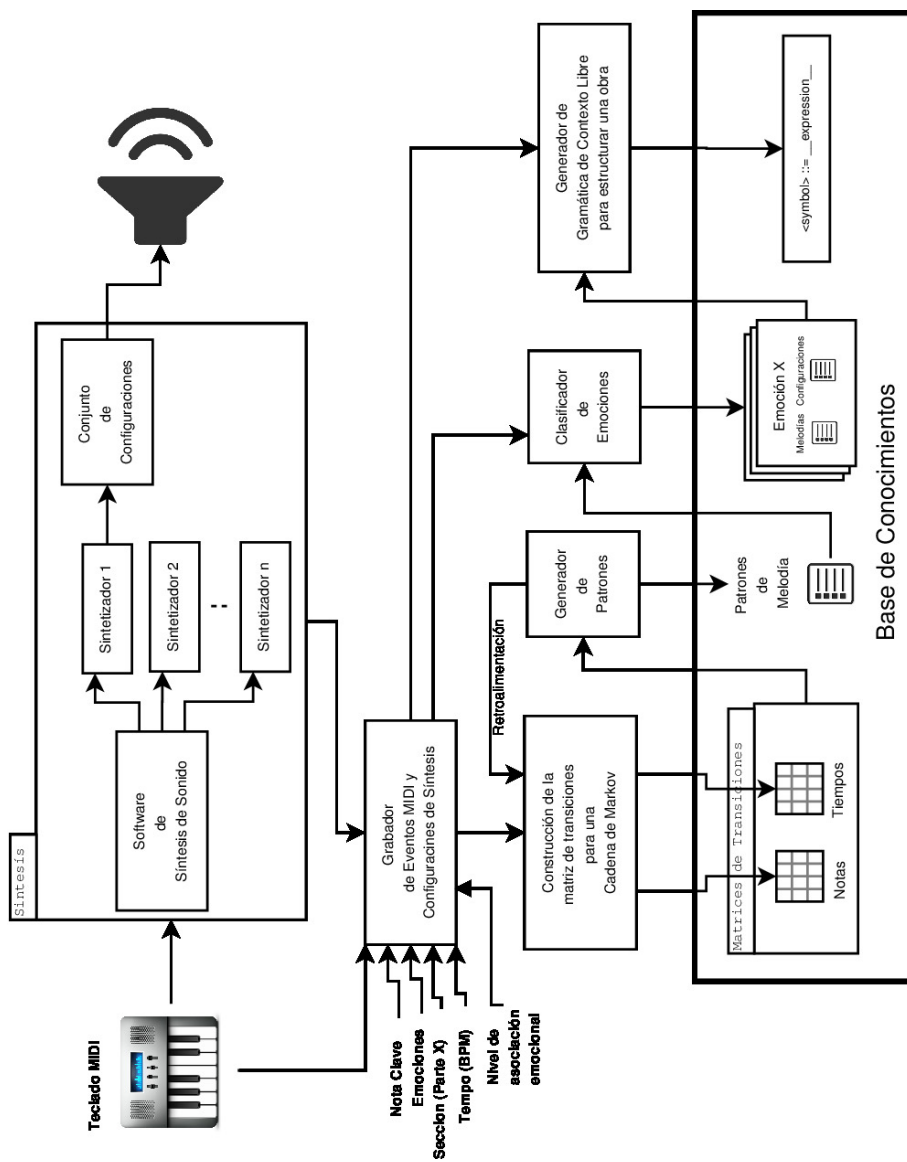 Teclado MIDI
Sintesis
Software
de
Síntesis de Sonido
Sintetizador 1
Sintetizador 2
Sintetizador n
Conjunto
de
Configuraciones
Nota Clave
Emociones
Seccion (Parte X)
Tempo (BPM)
Nivel de
asociación
emocional
Grabador
de Eventos MIDI y
Configuracines de Síntesis
Retroalimentación
Construcción de la
matriz de transiciones
para una
Cadena de Markov
Generador
de
Patrones
Clasificador
de
Emociones
Generador de
Gramática de Contexto Libre
para estructurar una obra
Matrices de Transiciones
Notas
Tiempos
Patrones
de
Melodía
Emoción X
Melodías
Configuraciones
<symbol> ::= __expression__
Base de Conocimientos